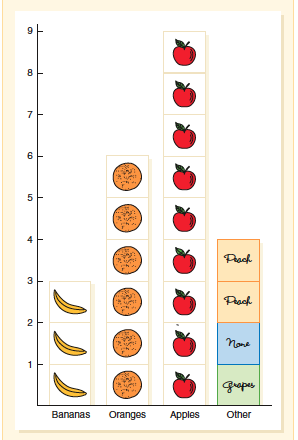 9
8
7
6
5
4
3
2
1
Peach
Peach
None
Grapes
Bananas Oranges Apples Other